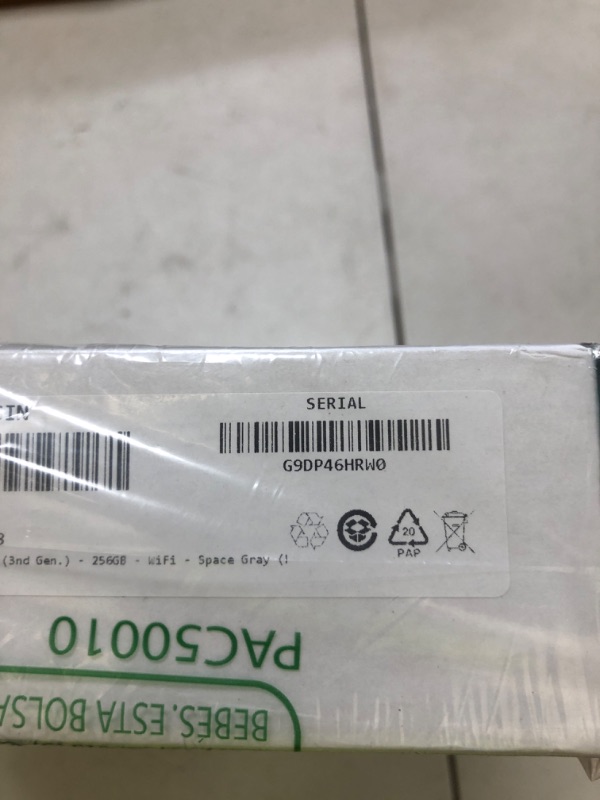 SERIAL
G9DP46HRW0
20
PAP
(3nd Gen.) - 256GB - WiFi - Space Gray (!
PAC50010
BEBÉS. ESTA BOLSA